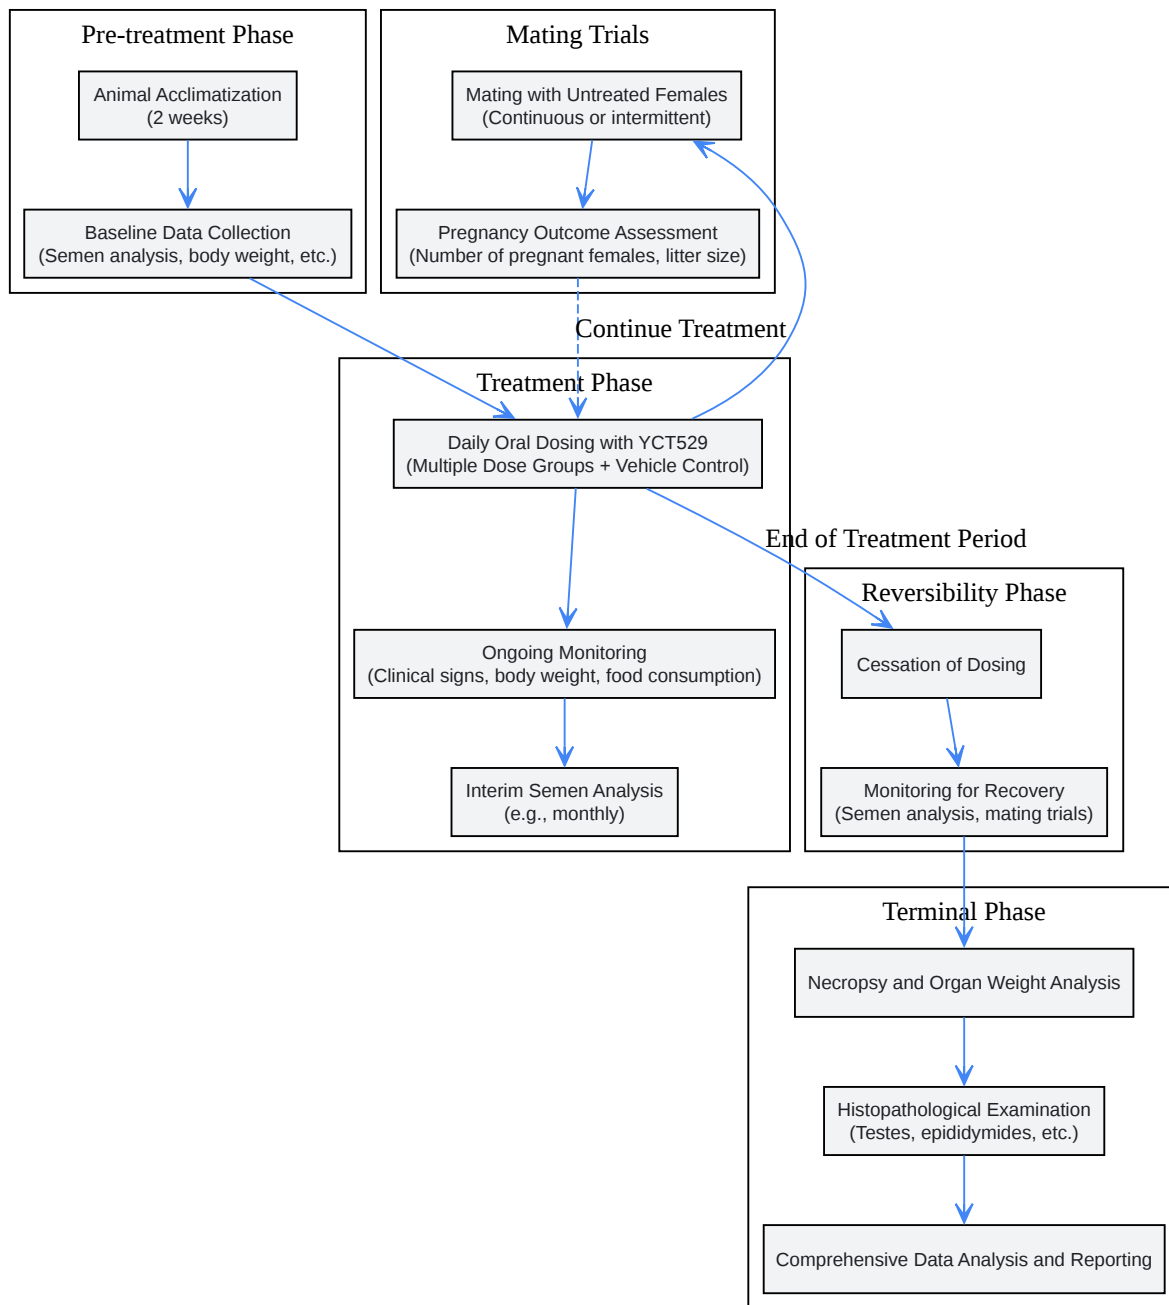 Pre-treatment Phase
Animal Acclimatization
(2 weeks)
Baseline Data Collection
(Semen analysis, body weight, etc.)
Mating Trials
Mating with Untreated Females
(Continuous or intermittent)
Pregnancy Outcome Assessment
(Number of pregnant females, litter size)
Continue Treatment
Treatment Phase
Daily Oral Dosing with YCT529
(Multiple Dose Groups + Vehicle Control)
Ongoing Monitoring
(Clinical signs, body weight, food consumption)
Interim Semen Analysis
(e.g., monthly)
End of Treatment Period
Reversibility Phase
Cessation of Dosing
Monitoring for Recovery
(Semen analysis, mating trials)
Terminal Phase
Necropsy and Organ Weight Analysis
Histopathological Examination
(Testes, epididymides, etc.)
Comprehensive Data Analysis and Reporting